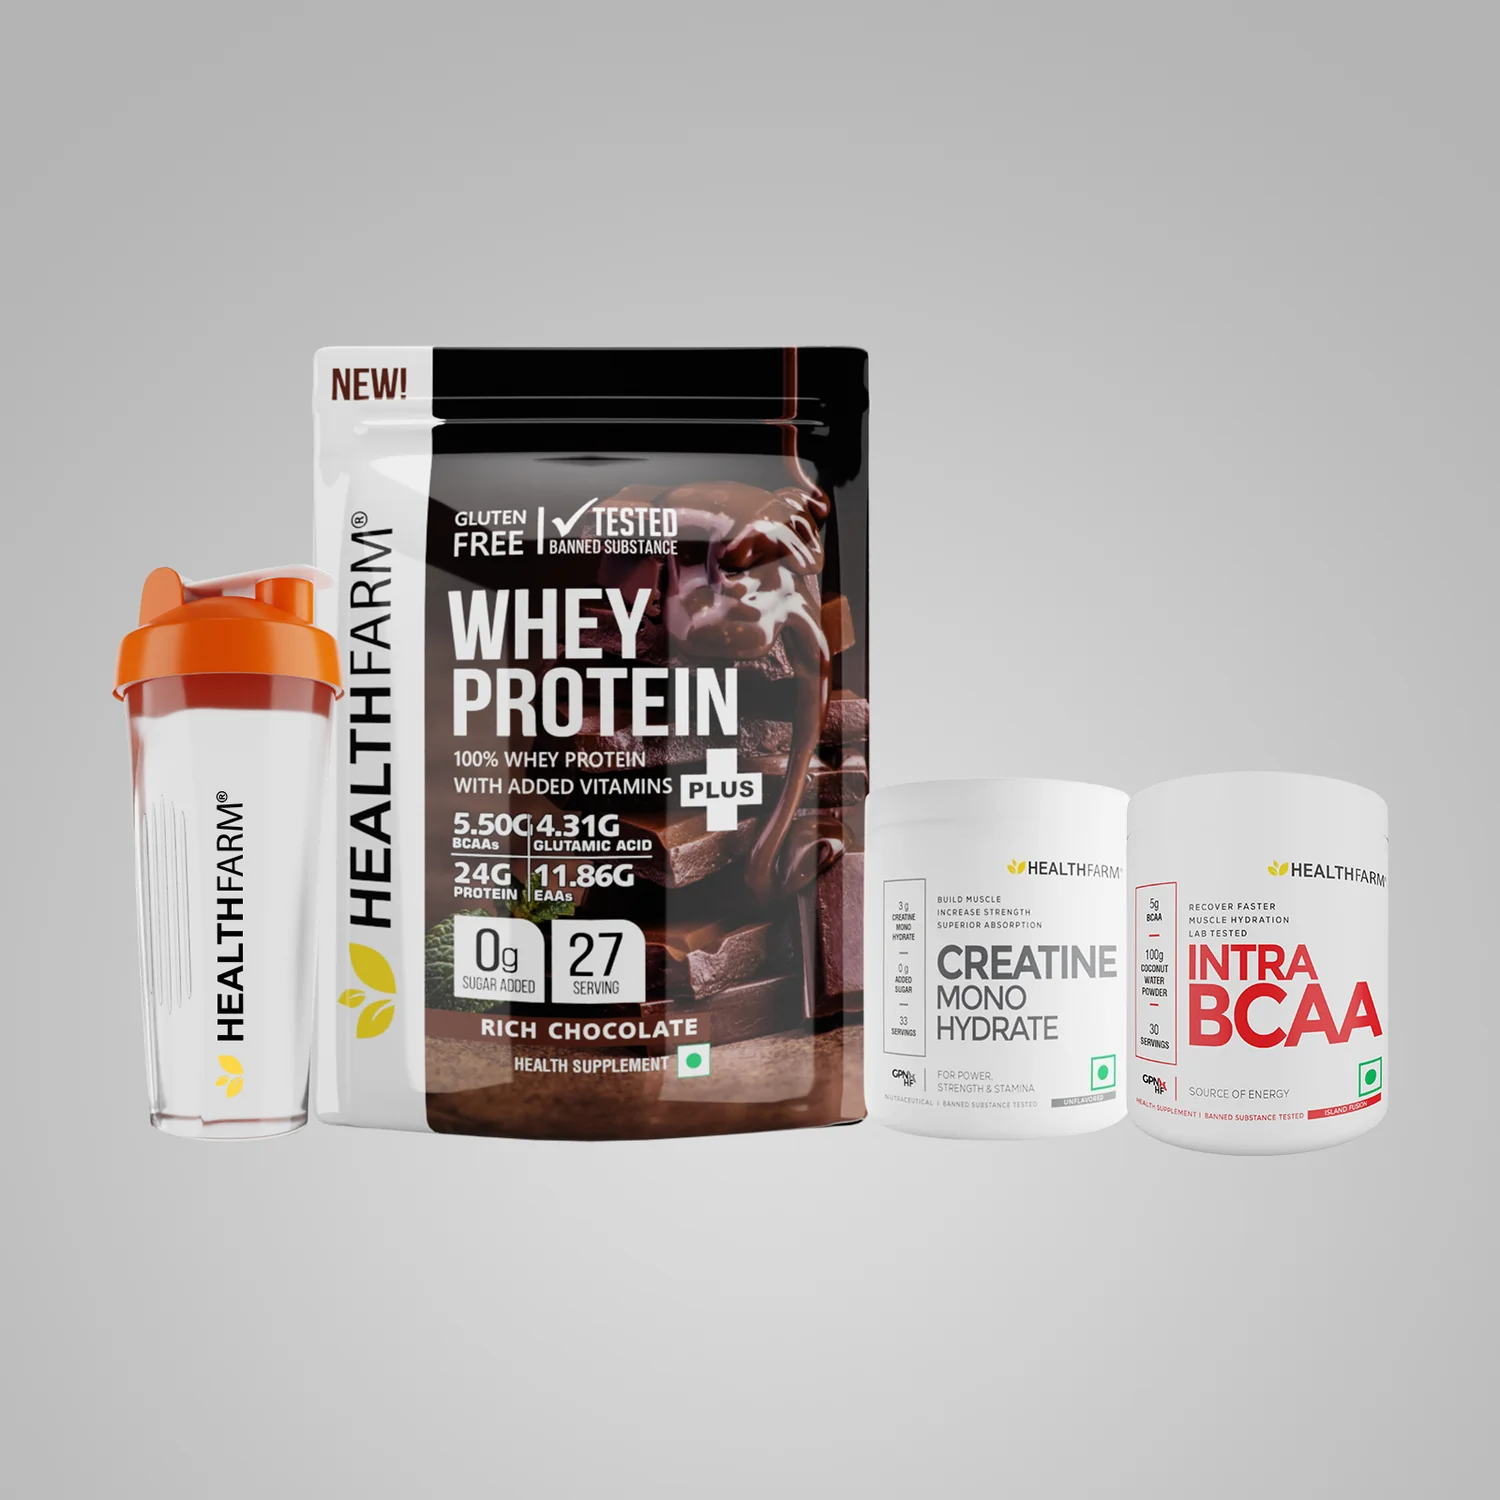 HEALTHFARM®
NEW!
HEALTHFARM®
GLUTEN
FREE
TESTED
BANNED SUBSTANCE
WHEY
PROTEIN
100% WHEY PROTEIN
WITH ADDED VITAMINS
PLUS
5.50G 4.31G
BCAAs GLUTAMIC ACID
24G 11.86G
PROTEIN EAAs
0g 27
SUGAR ADDED SERVING
RICH CHOCOLATE
HEALTH SUPPLEMENT
HEALTHFARM®
3 g
CREATINE
MONO
HYDRATE
0 g
ADDED
SUGAR
33
SERVINGS
BUILD MUSCLE
INCREASE STRENGTH
SUPERIOR ABSORPTION
CREATINE
MONO
HYDRATE
GPN
HF
FOR POWER,
STRENGTH & STAMINA
NUTRACEUTICAL | BANNED SUBSTANCE TESTED
UNFLAVORED
HEALTHFARM®
5g
BCAA
100g
COCONUT
WATER
POWDER
30
SERVINGS
RECOVER FASTER
MUSCLE HYDRATION
LAB TESTED
INTRA
BCAA
GPN
HF
SOURCE OF ENERGY
HEALTH SUPPLEMENT | BANNED SUBSTANCE TESTED
ISLAND FUSION